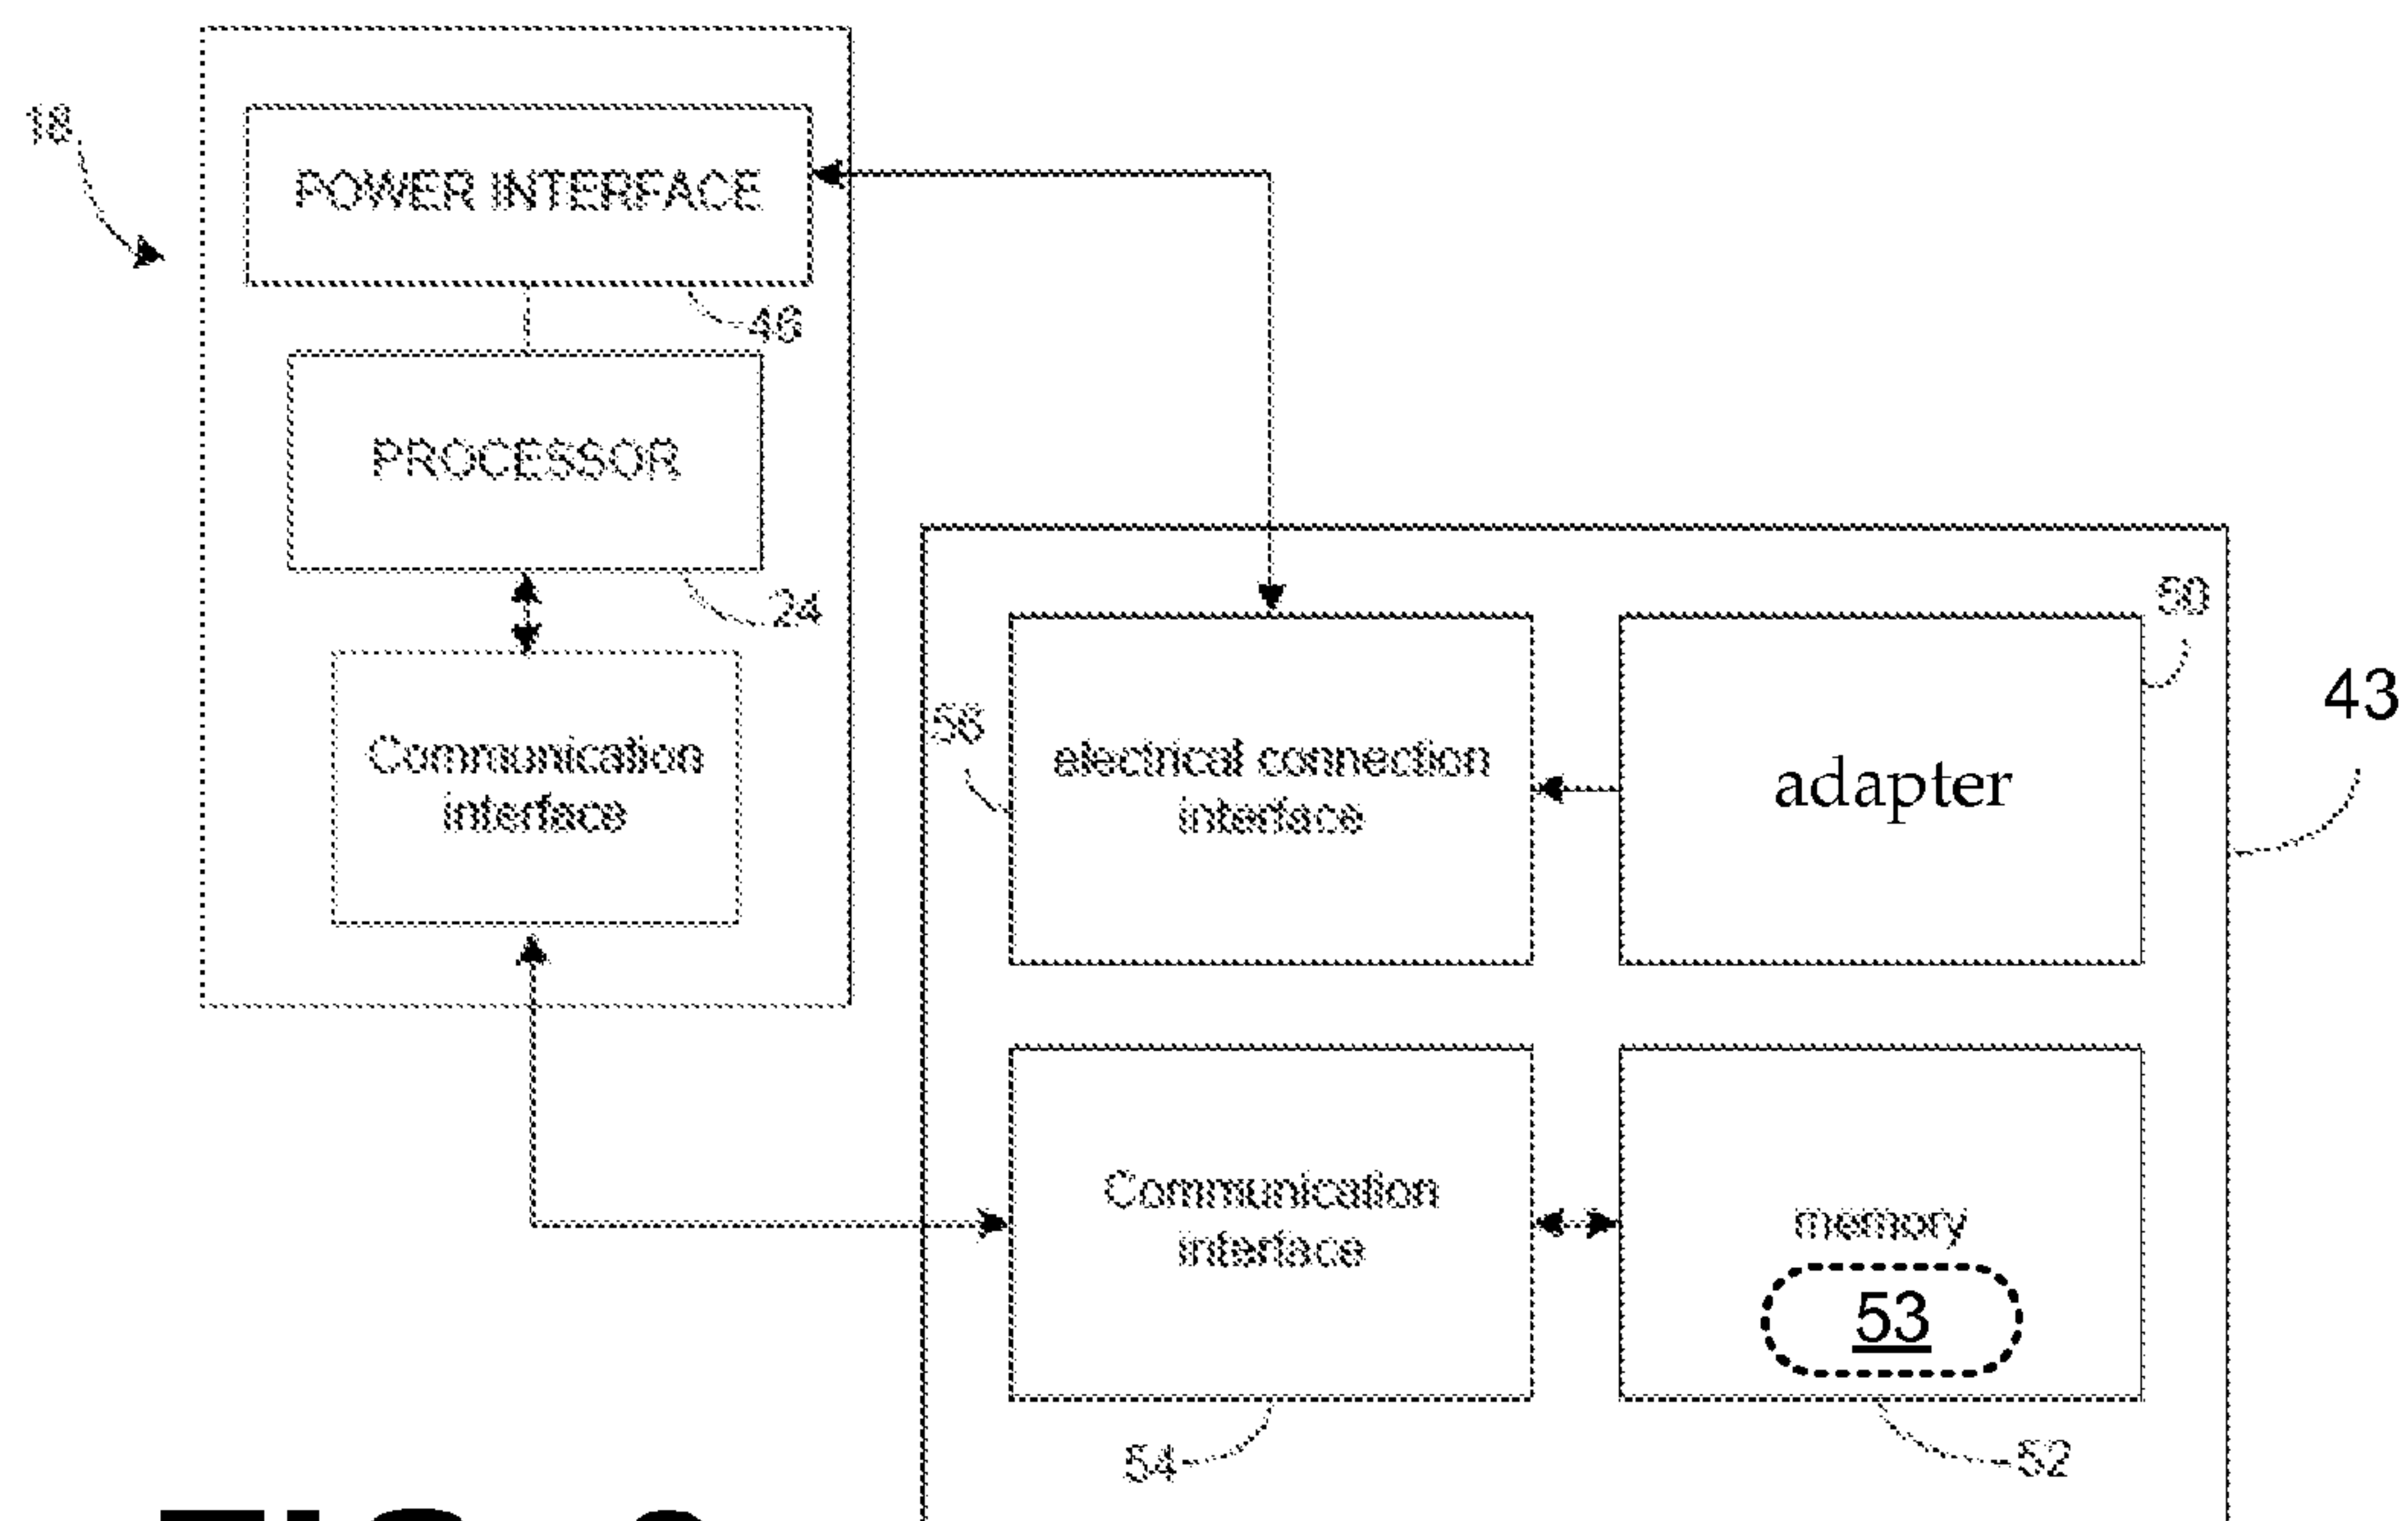 18
POWER INTERFACE
46
PROCESSOR
24
Communication
interface
50
43
56
electrical connection
interface
adapter
Communication
interface
memory
53
54
52